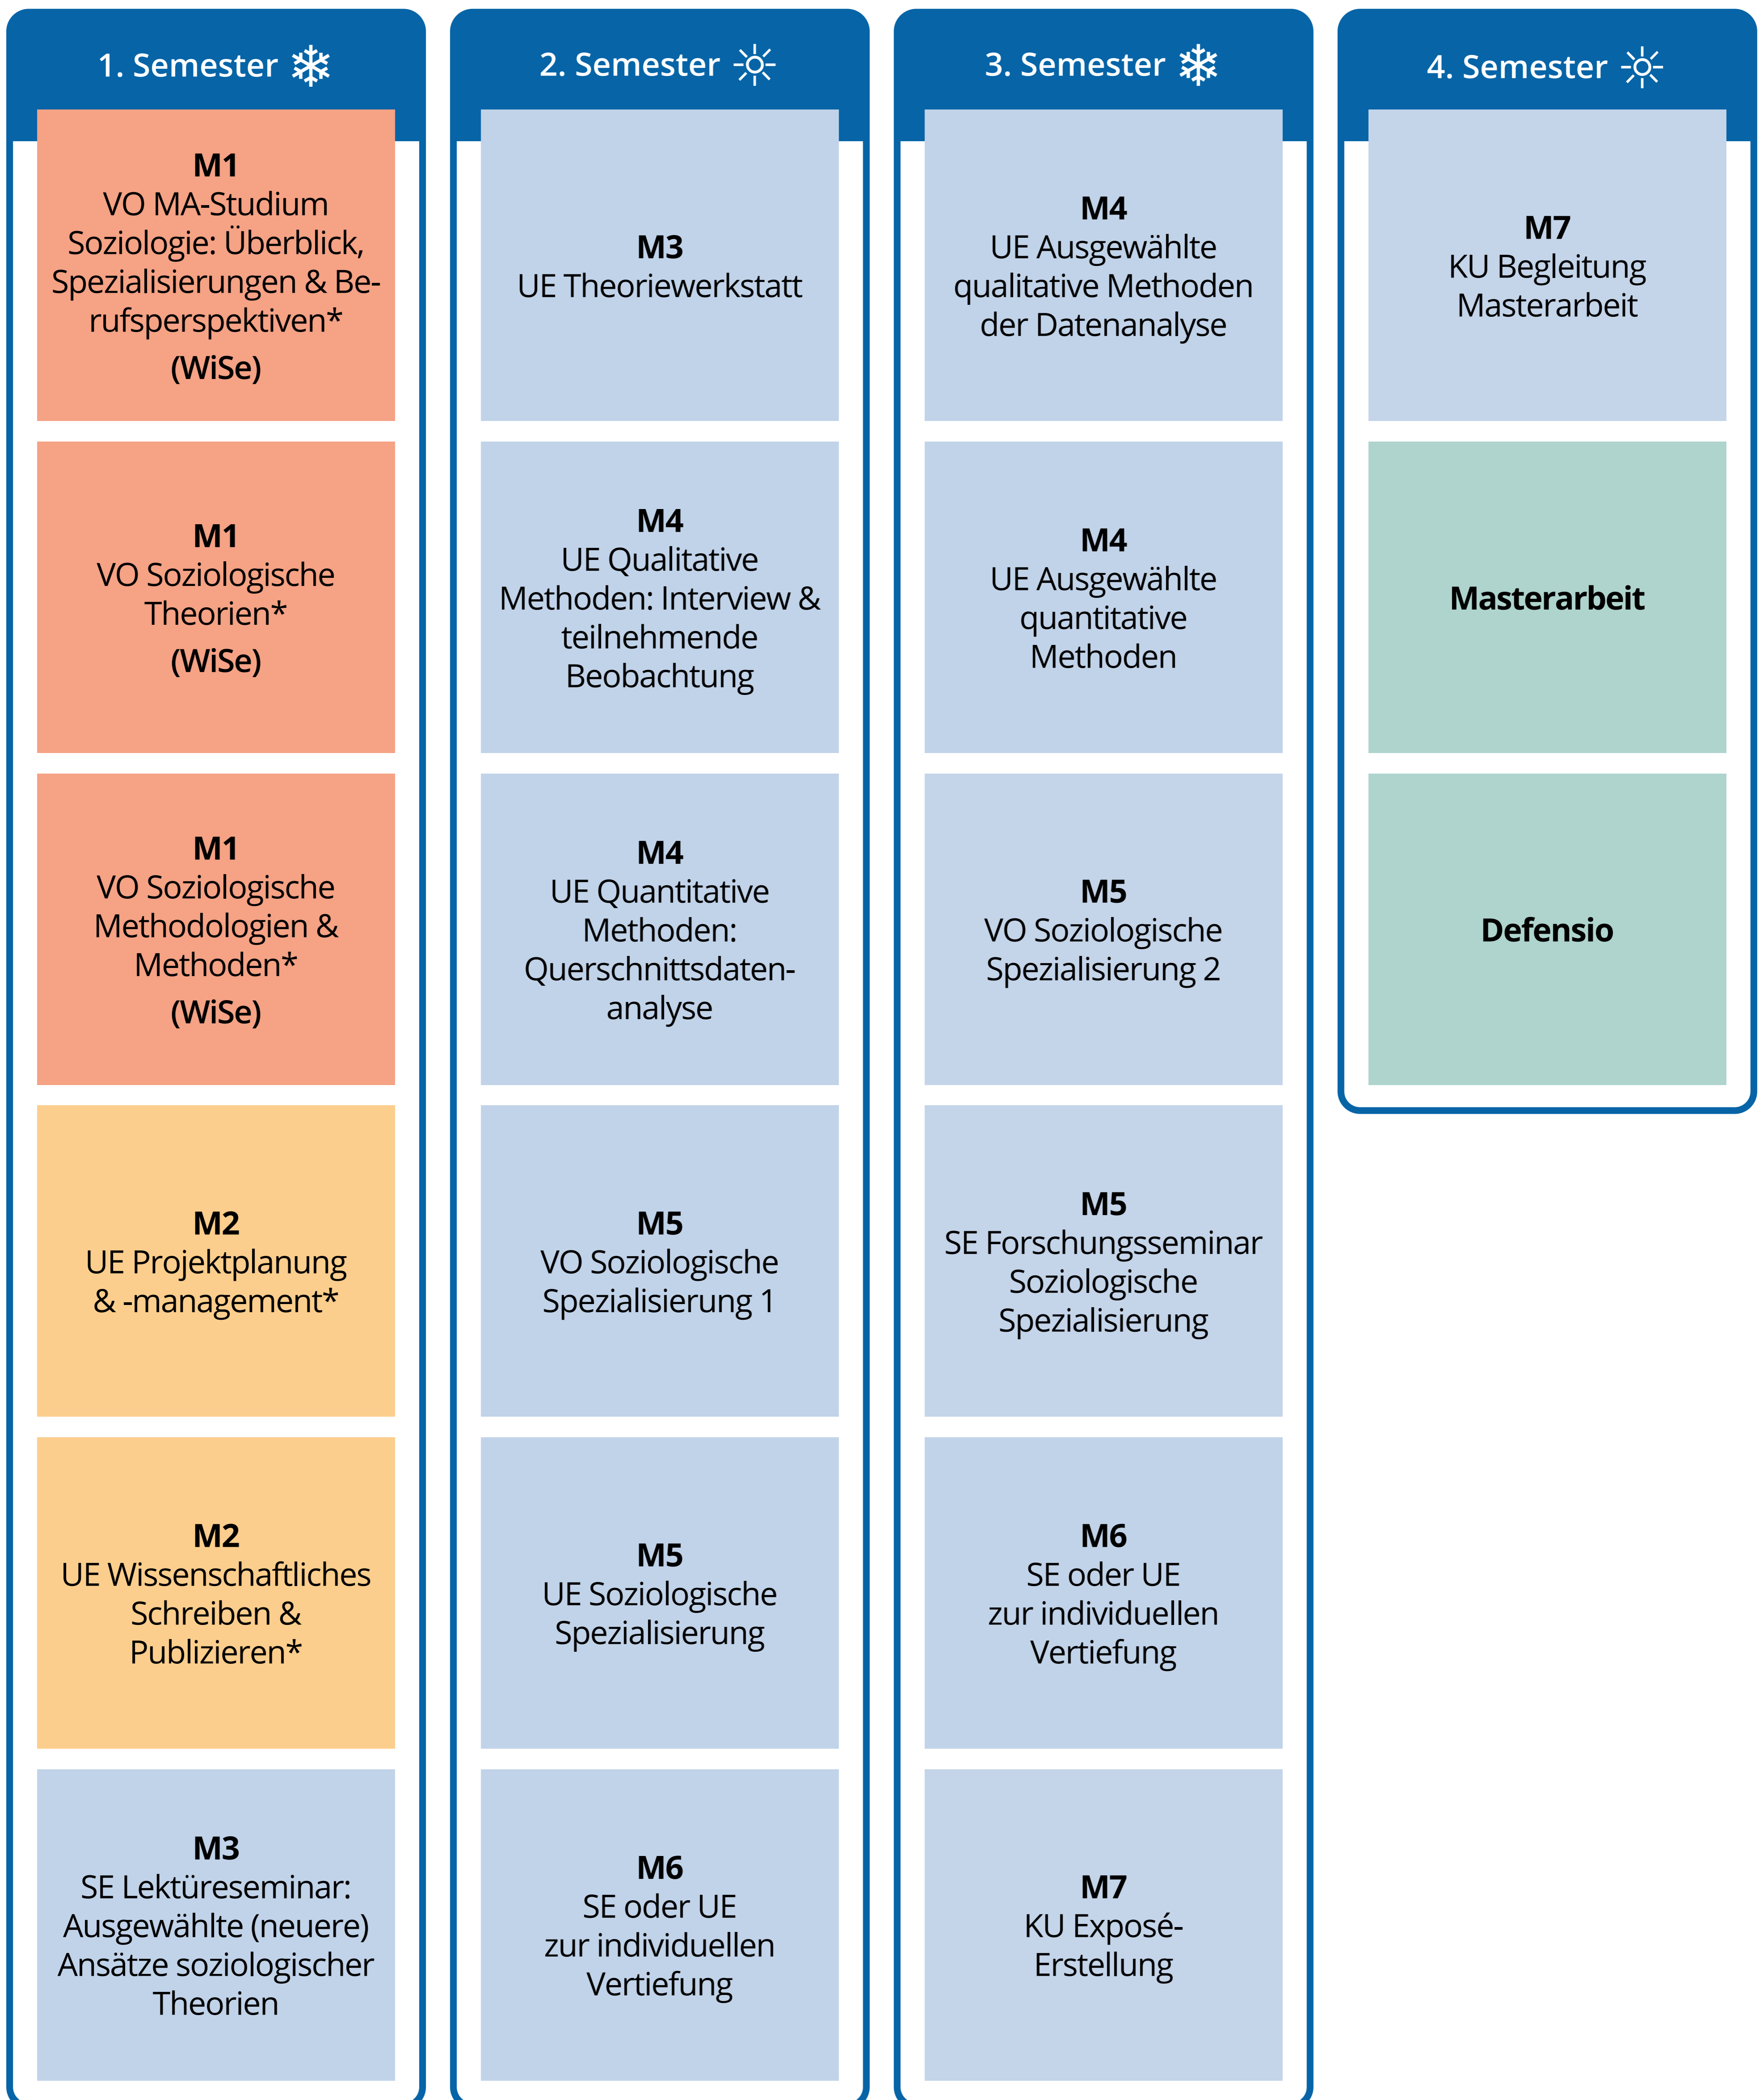 1. Semester
M1
VO MA-Studium
Soziologie: Überblick,
Spezialisierungen & Be-
rufsperspektiven*
(WiSe)
M1
VO Soziologische
Theorien*
(WiSe)
M1
VO Soziologische
Methodologien &
Methoden*
(WiSe)
M2
UE Projektplanung
& -management*
M2
UE Wissenschaftliches
Schreiben &
Publizieren*
M3
SE Lektüreseminar:
Ausgewählte (neuere)
Ansätze soziologischer
Theorien
2. Semester
M3
UE Theoriewerkstatt
M4
UE Qualitative
Methoden: Interview &
teilnehmende
Beobachtung
M4
UE Quantitative
Methoden:
Querschnittsdaten-
analyse
M5
VO Soziologische
Spezialisierung 1
M5
UE Soziologische
Spezialisierung
M6
SE oder UE
zur individuellen
Vertiefung
3. Semester
M4
UE Ausgewählte
qualitative Methoden
der Datenanalyse
M4
UE Ausgewählte
quantitative
Methoden
M5
VO Soziologische
Spezialisierung 2
M5
SE Forschungsseminar
Soziologische
Spezialisierung
M6
SE oder UE
zur individuellen
Vertiefung
M7
KU Exposé-
Erstellung
4. Semester
M7
KU Begleitung
Masterarbeit
Masterarbeit
Defensio